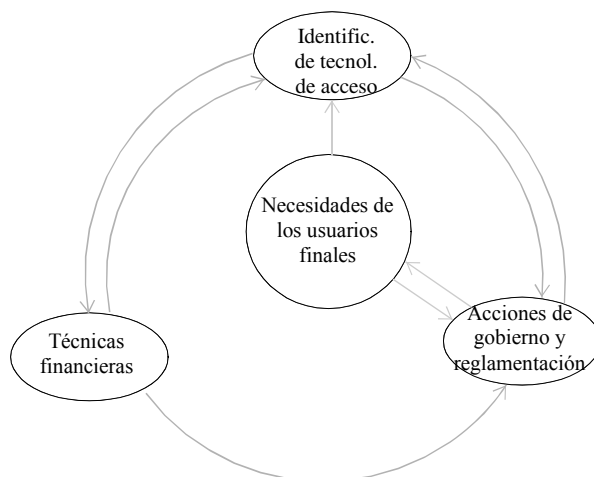 Identific.
de tecnol.
de acceso
Necesidades de
los usuarios
finales
Técnicas
financieras
Acciones de
gobierno y
reglamentación